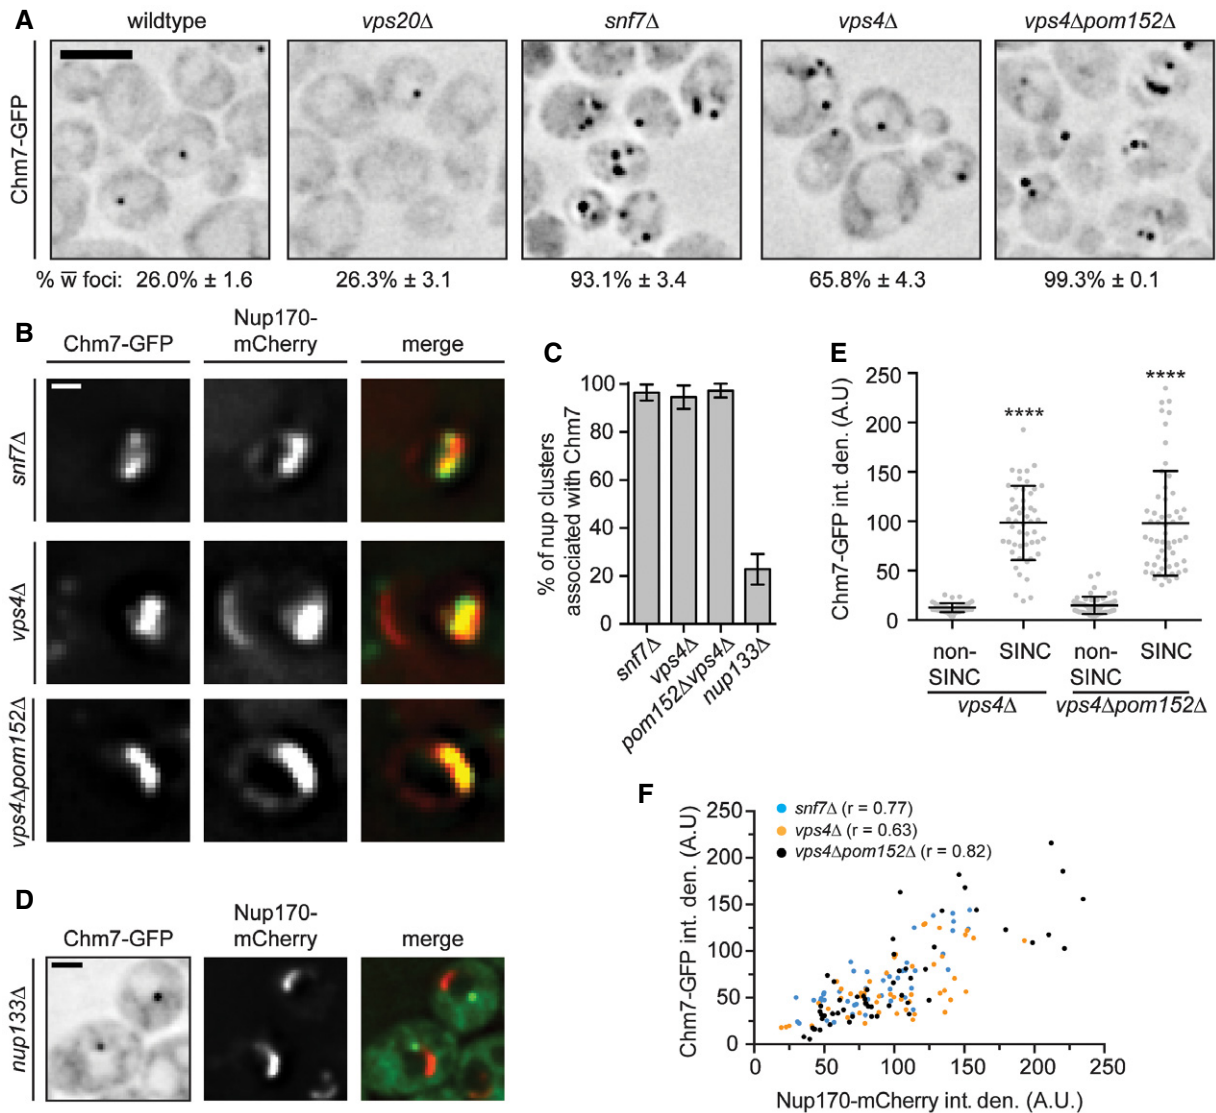 A
wildtype
vps20Δ
snf7Δ
vps4Δ
vps4Δpom152Δ
Chm7-GFP
% w̅ foci: 26.0% ± 1.6
26.3% ± 3.1
93.1% ± 3.4
65.8% ± 4.3
99.3% ± 0.1
B
Chm7-GFP
Nup170-
mCherry
merge
snf7Δ
vps4Δ
vps4Δpom152Δ
C
% of nup clusters
associated with Chm7
100
80
60
40
20
0
snf7Δ
vps4Δ
pom152Δvps4Δ
nup133Δ
D
Chm7-GFP
Nup170-
mCherry
merge
nup133Δ
E
Chm7-GFP int. den. (A.U)
250
200
150
100
50
0
****
****
non-
SINC
SINC
non-
SINC
SINC
vps4Δ
vps4Δpom152Δ
F
Chm7-GFP int. den. (A.U)
250
200
150
100
50
0
snf7Δ (r = 0.77)
vps4Δ (r = 0.63)
vps4Δpom152Δ (r = 0.82)
0 50 100 150 200 250
Nup170-mCherry int. den. (A.U.)